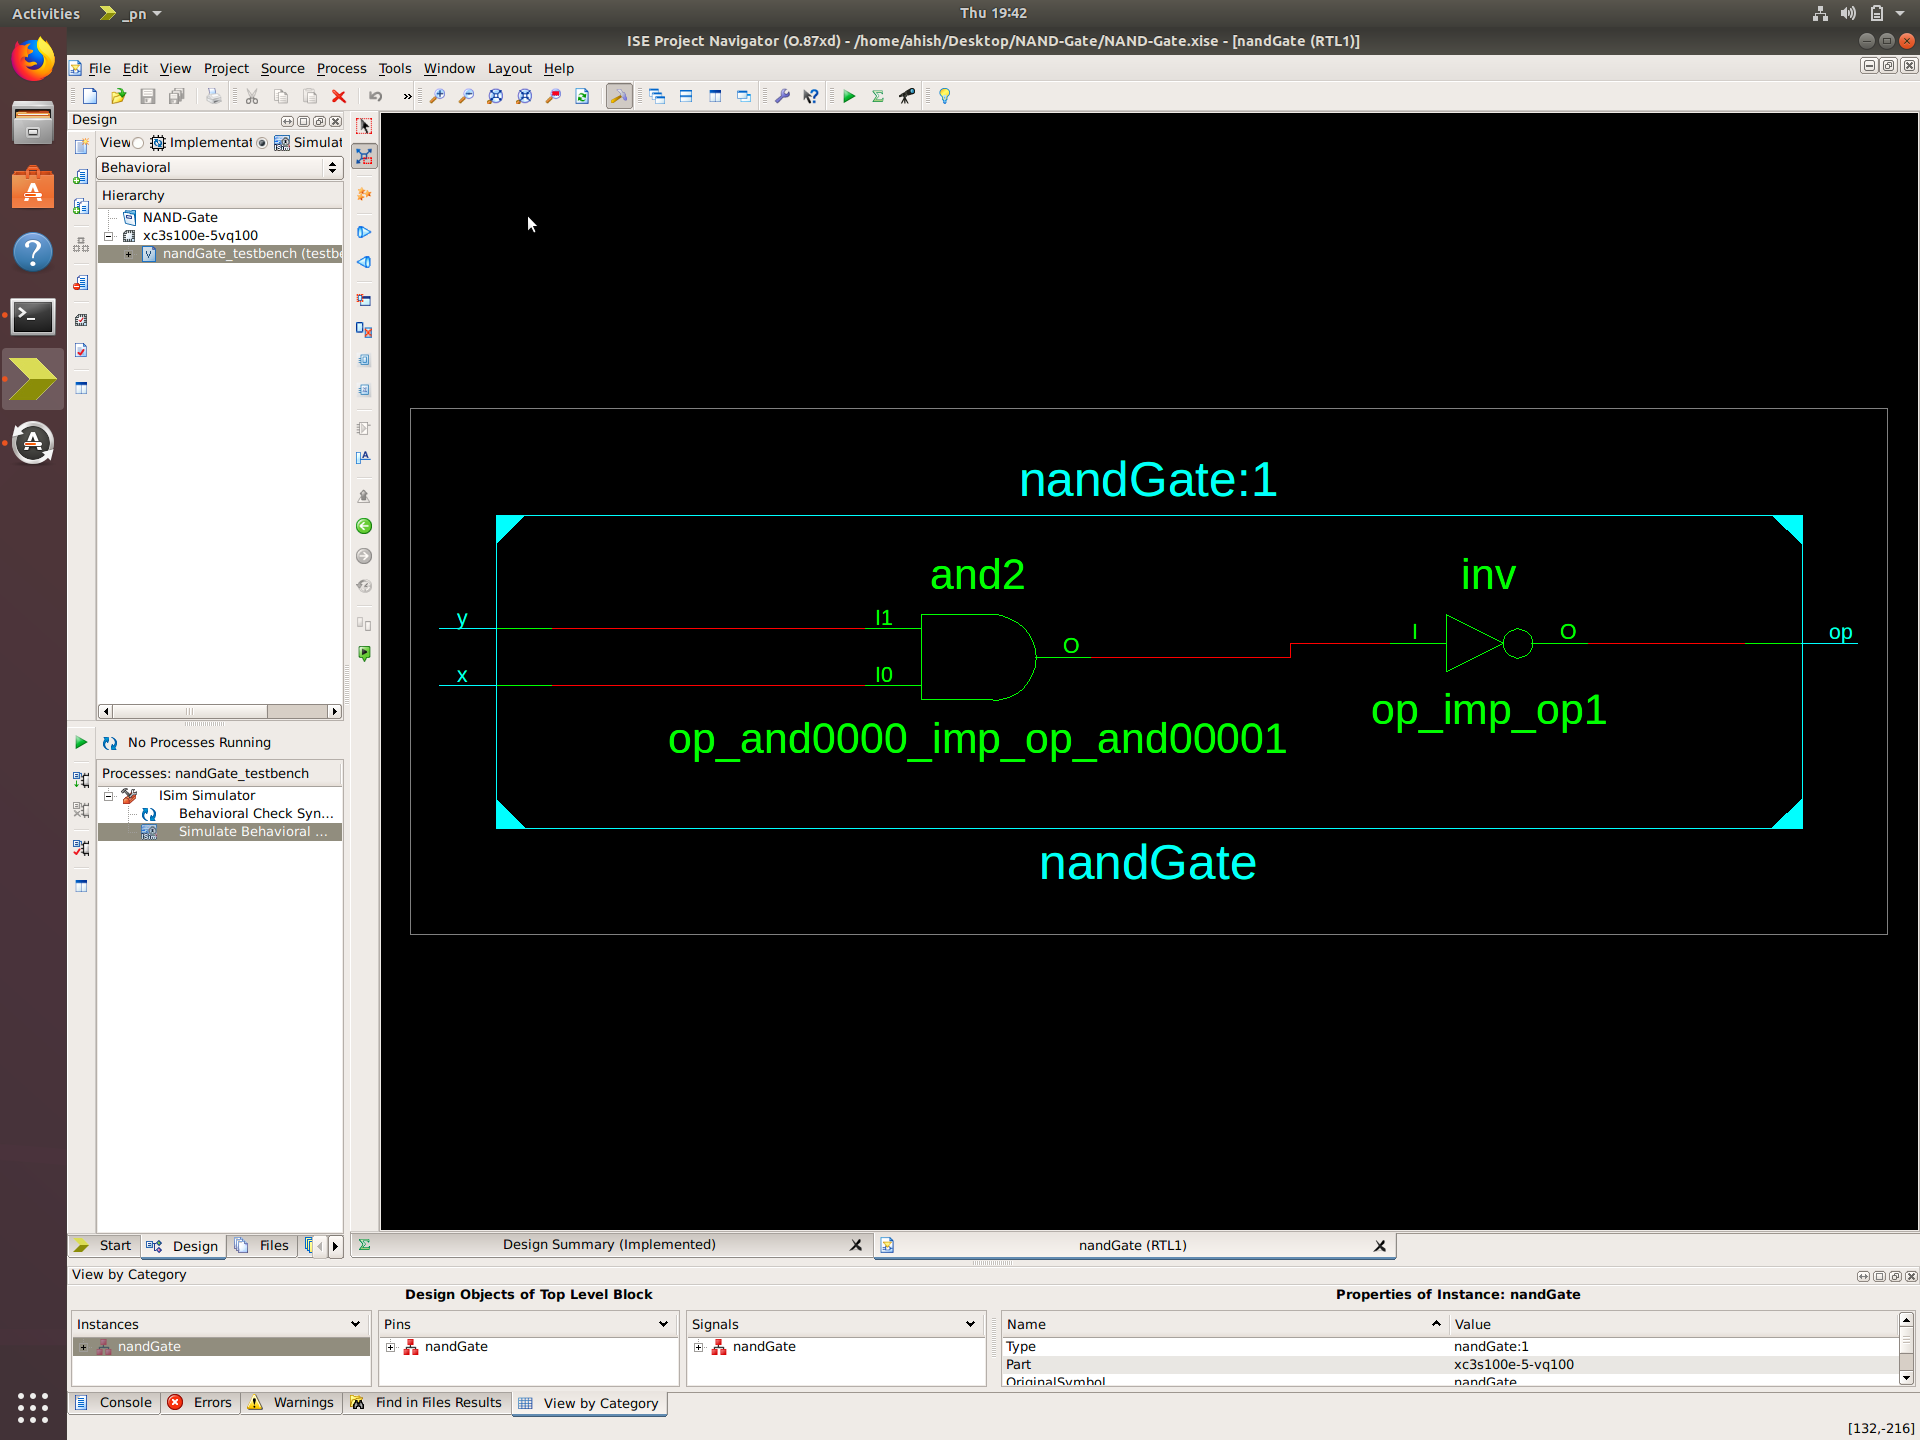 Activities
_pn
Thu 19:42
ISE Project Navigator (O.87xd) - /home/ahish/Desktop/NAND-Gate/NAND-Gate.xise - [nandGate (RTL1)]
File Edit View Project Source Process Tools Window Layout Help
Design
View Implementat Simulat
Behavioral
Hierarchy
NAND-Gate
xc3s100e-5vq100
nandGate_testbench (testbe
No Processes Running
Processes: nandGate_testbench
ISim Simulator
Behavioral Check Syn...
Simulate Behavioral ...
Start Design Files
nandGate:1
and2
inv
y
I1
O
I
O
op
x
I0
op_and0000_imp_op_and00001
op_imp_op1
nandGate
Design Summary (Implemented)
nandGate (RTL1)
View by Category
Design Objects of Top Level Block
Properties of Instance: nandGate
Instances
nandGate
Pins
nandGate
Signals
nandGate
Name Value
Type nandGate:1
Part xc3s100e-5-vq100
OriginalSymbol nandGate
Console Errors Warnings Find in Files Results View by Category
[132,-216]